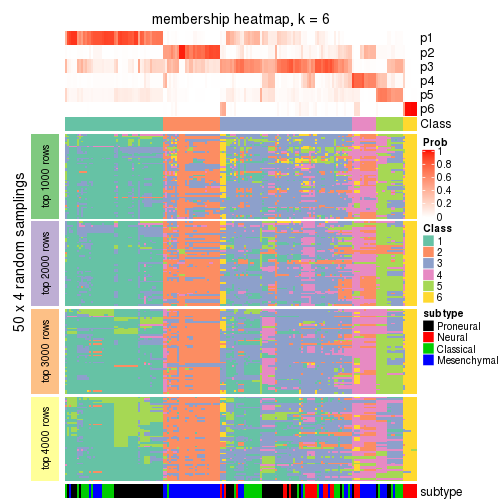 membership heatmap, k = 6
p1
p2
p3
p4
p5
p6
Class
50 x 4 random samplings
top 1000 rows
top 2000 rows
top 3000 rows
top 4000 rows
Prob
1
0.8
0.6
0.4
0.2
0
Class
1
2
3
4
5
6
subtype
Proneural
Neural
Classical
Mesenchymal
subtype